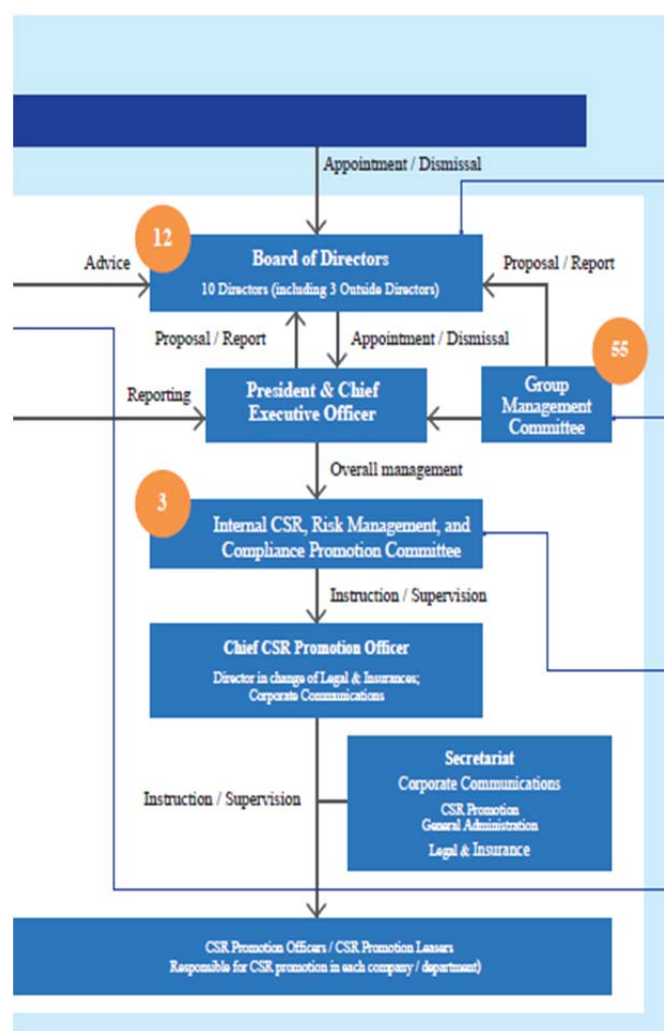 Appointment / Dismissal
12
Board of Directors
10 Directors (including 3 Outside Directors)
Advice
Proposal / Report
Proposal / Report
Appointment / Dismissal
55
Group
Management
Committee
Reporting
President & Chief
Executive Officer
Overall management
3
Internal CSR, Risk Management, and
Compliance Promotion Committee
Instruction / Supervision
Chief CSR Promotion Officer
Director in change of Legal & Insurances;
Corporate Communications
Secretariat
Corporate Communications
CSR Promotion
General Administration
Legal & Insurance
Instruction / Supervision
CSR Promotion Officers / CSR Promotion Leasers
Responsible for CSR promotion in each company / department)